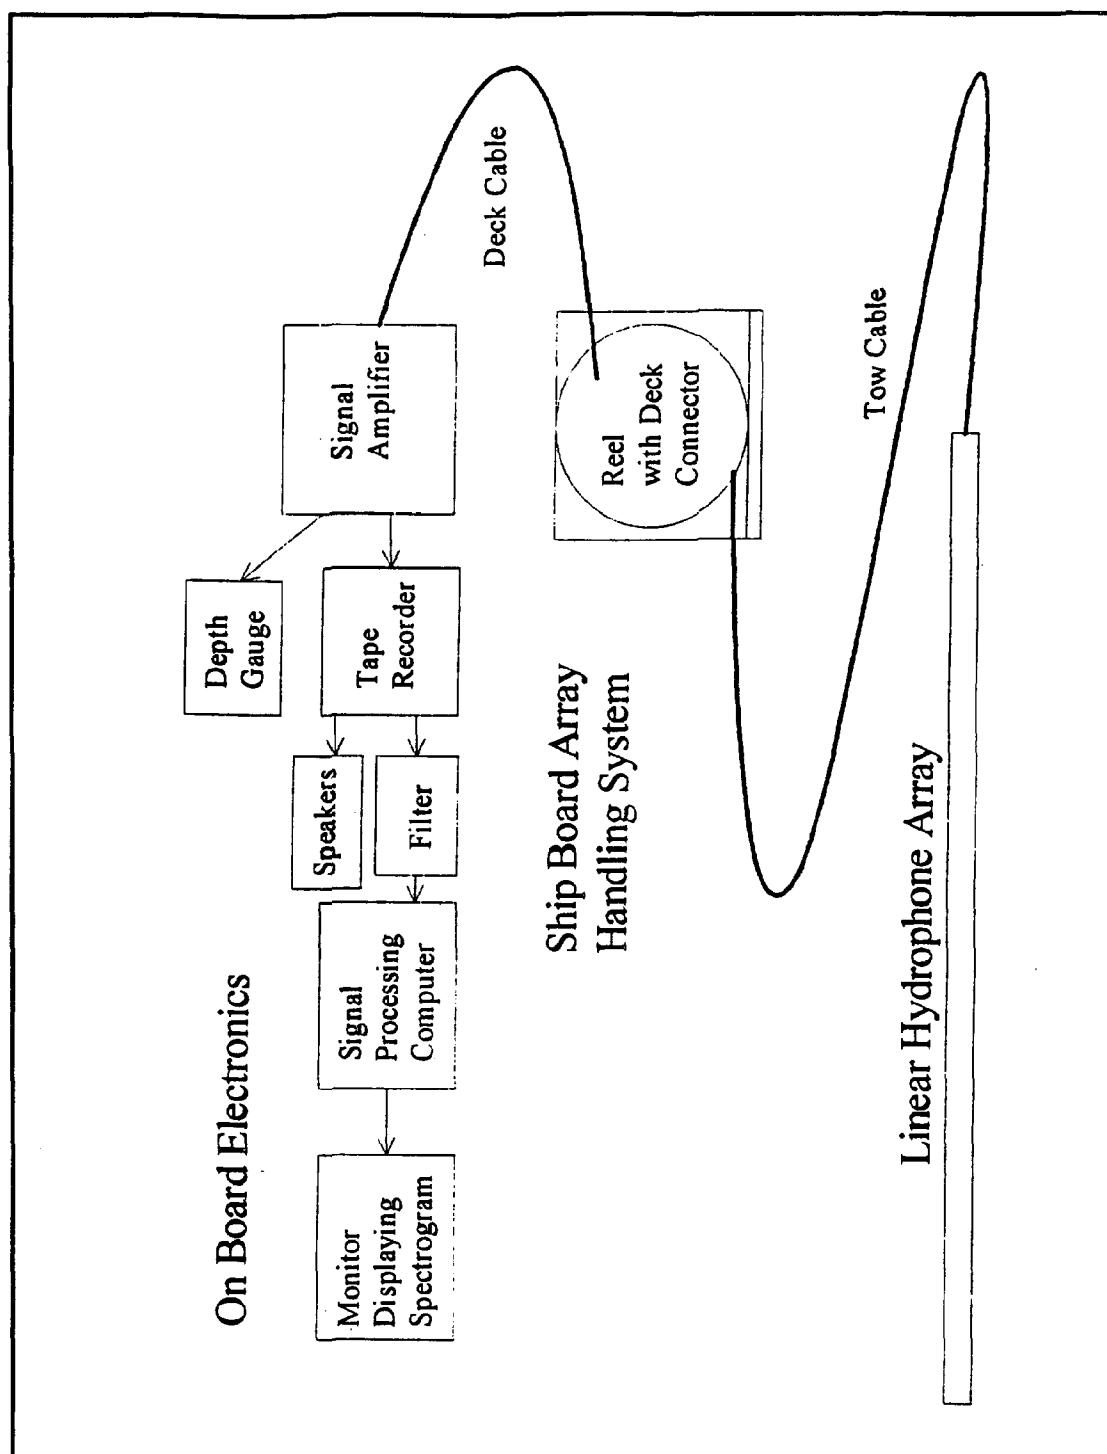 On Board Electronics
Monitor
Displaying
Spectrogram
Signal
Processing
Computer
Speakers
Filter
Depth
Gauge
Tape
Recorder
Signal
Amplifier
Deck Cable
Ship Board Array
Handling System
Reel
with Deck
Connector
Tow Cable
Linear Hydrophone Array